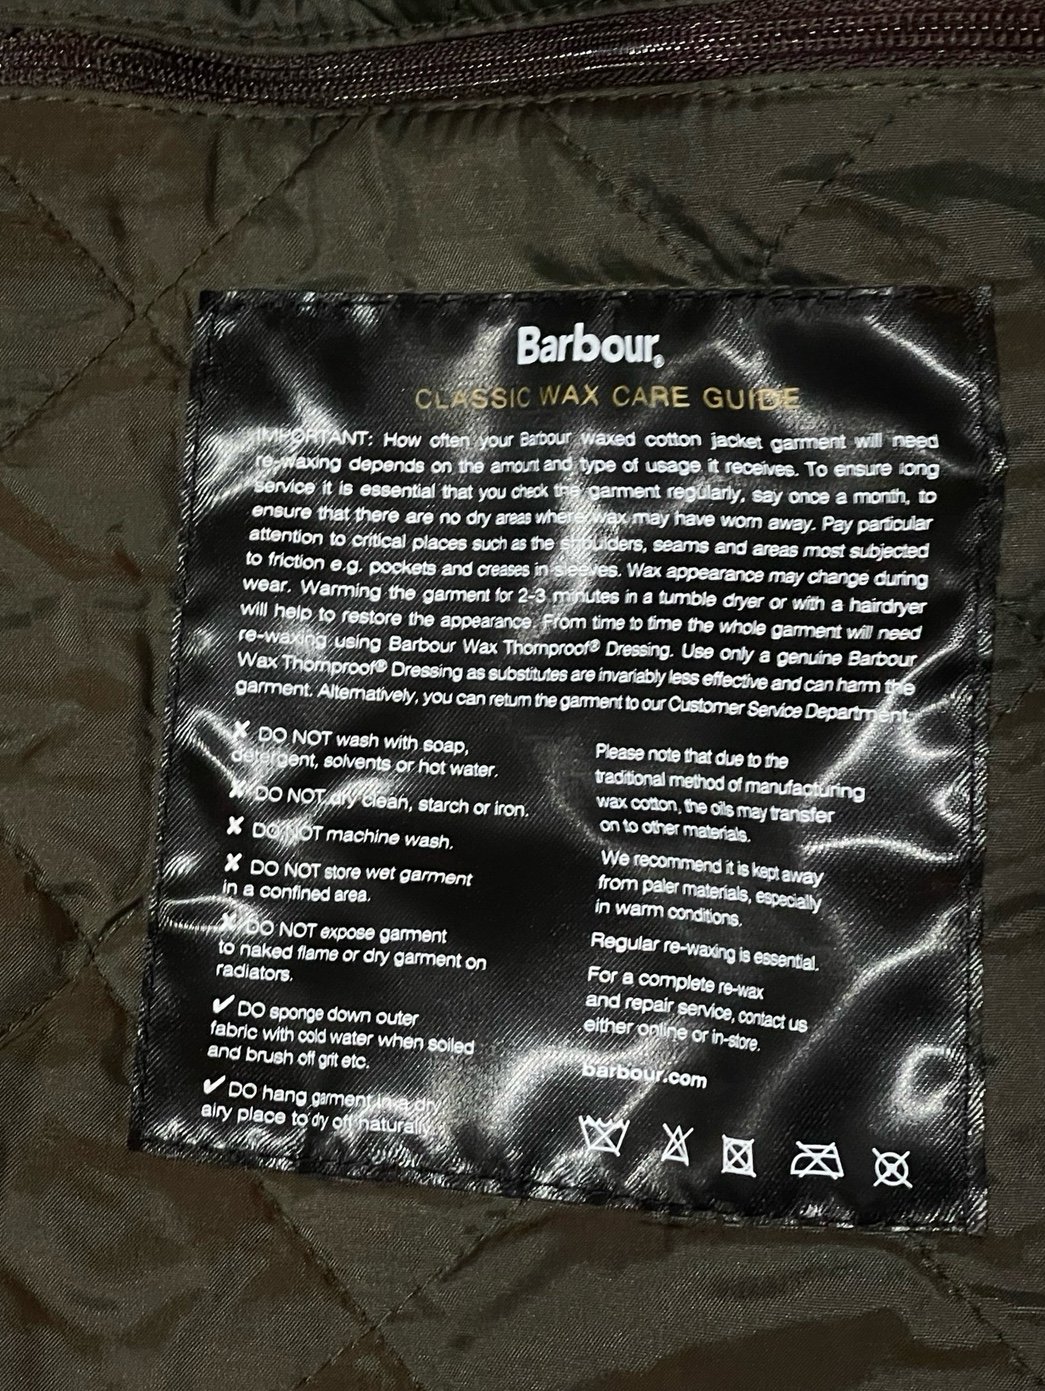 Barbour
CLASSIC WAX CARE GUIDE
IMPORTANT: How often your Barbour waxed cotton jacket garment will need
re-waxing depends on the amount and type of usage it receives. To ensure long
service it is essential that you check the garment regularly, say once a month, to
ensure that there are no dry areas where wax may have worn away. Pay particular
attention to critical places such as the shoulders, seams and areas most subjected
to friction e.g. pockets and creases in sleeves. Wax appearance may change during
wear. Warming the garment for 2-3 minutes in a tumble dryer or with a hairdryer
will help to restore the appearance. From time to time the whole garment will need
re-waxing using Barbour Wax Thornproof® Dressing. Use only a genuine Barbour
Wax Thornproof® Dressing as substitutes are invariably less effective and can harm the
garment. Alternatively, you can return the garment to our Customer Service Department.
✘ DO NOT wash with soap,
detergent, solvents or hot water.
✘ DO NOT dry clean, starch or iron.
✘ DO NOT machine wash.
✘ DO NOT store wet garment
in a confined area.
✘ DO NOT expose garment
to naked flame or dry garment on
radiators.
✔ DO sponge down outer
fabric with cold water when soiled
and brush off grit etc.
✔ DO hang garment in a dry
airy place to dry off naturally.
Please note that due to the
traditional method of manufacturing
wax cotton, the oils may transfer
on to other materials.
We recommend it is kept away
from paler materials, especially
in warm conditions.
Regular re-waxing is essential.
For a complete re-wax
and repair service, contact us
either online or in-store.
barbour.com